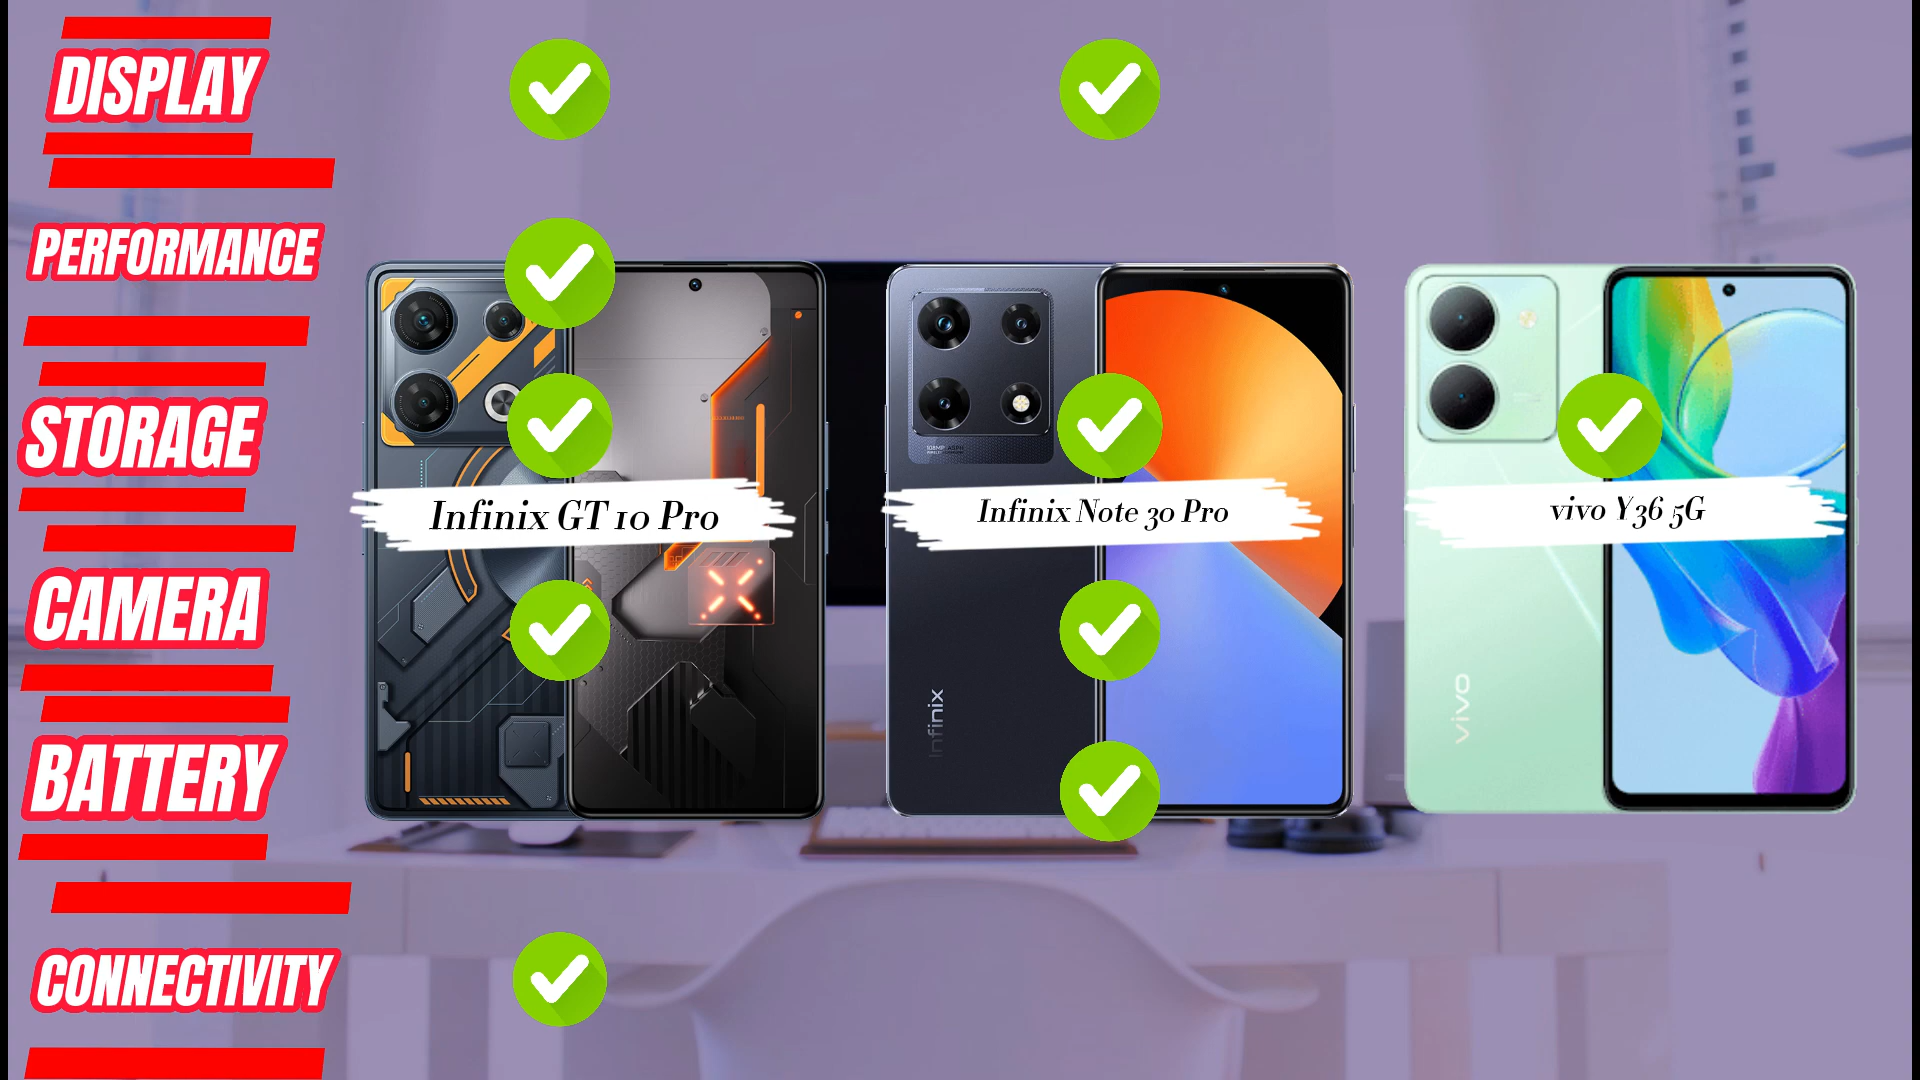 DISPLAY
PERFORMANCE
STORAGE
CAMERA
BATTERY
CONNECTIVITY
Infinix GT 10 Pro
Infinix Note 30 Pro
vivo Y36 5G
Infinix
vivo